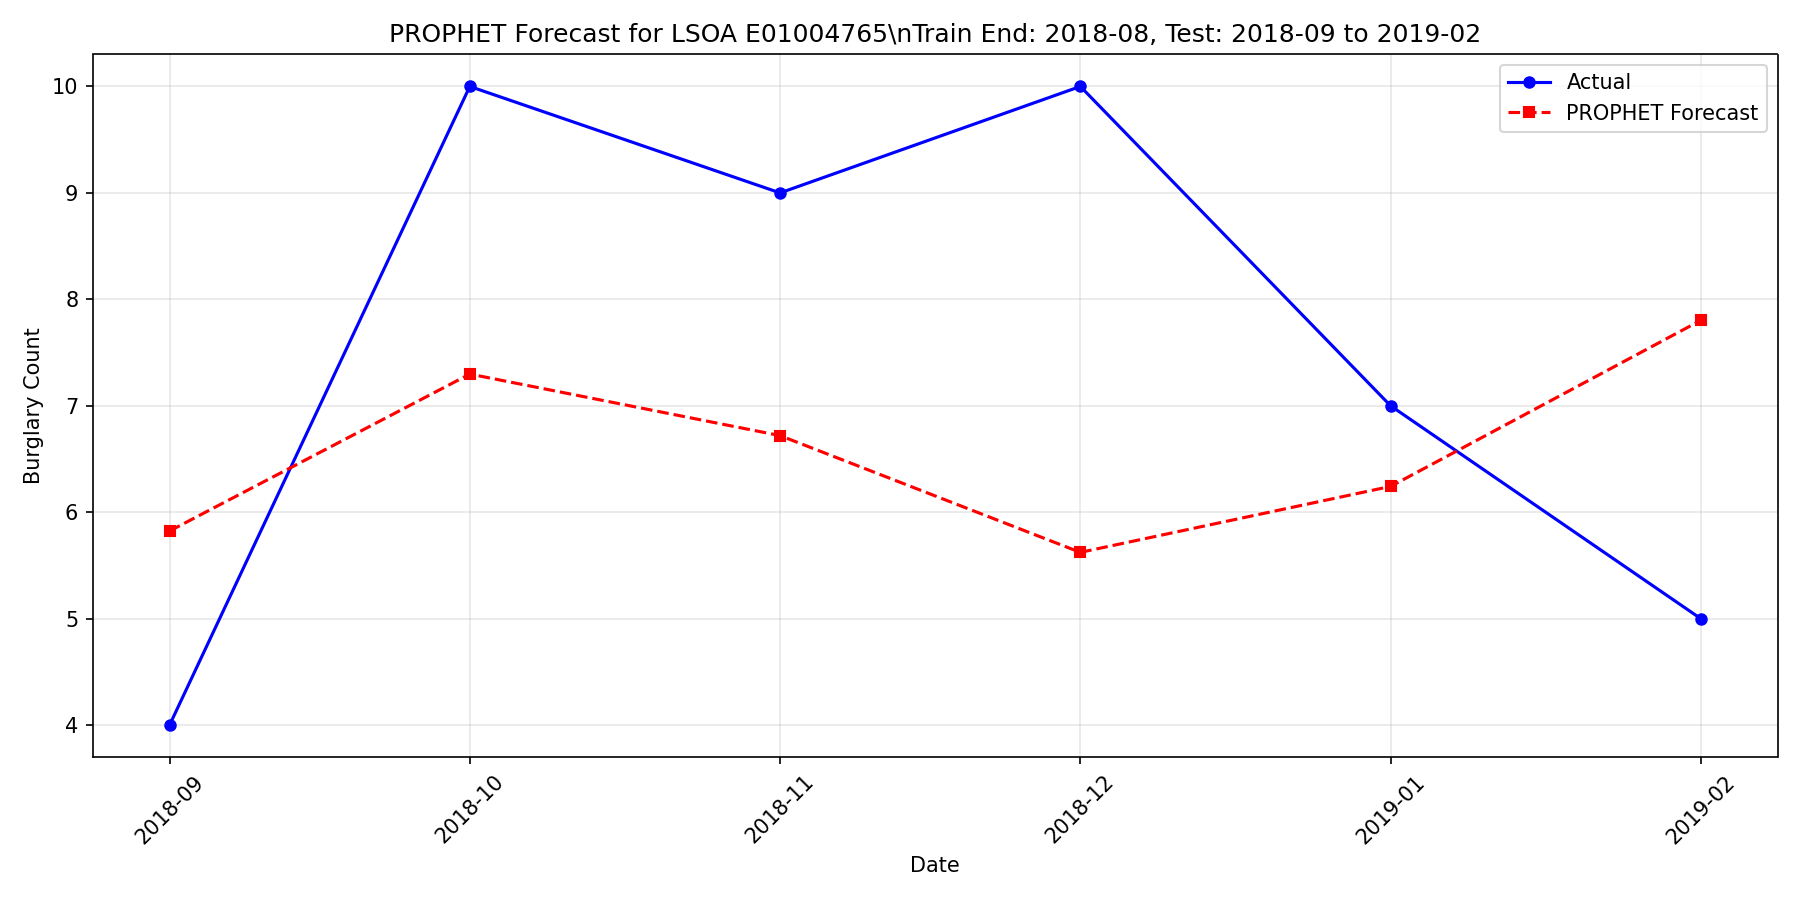 PROPHET Forecast for LSOA E01004765\nTrain End: 2018-08, Test: 2018-09 to 2019-02
Actual
PROPHET Forecast
Burglary Count
10
9
8
7
6
5
4
2018-09
2018-10
2018-11
2018-12
2019-01
2019-02
Date